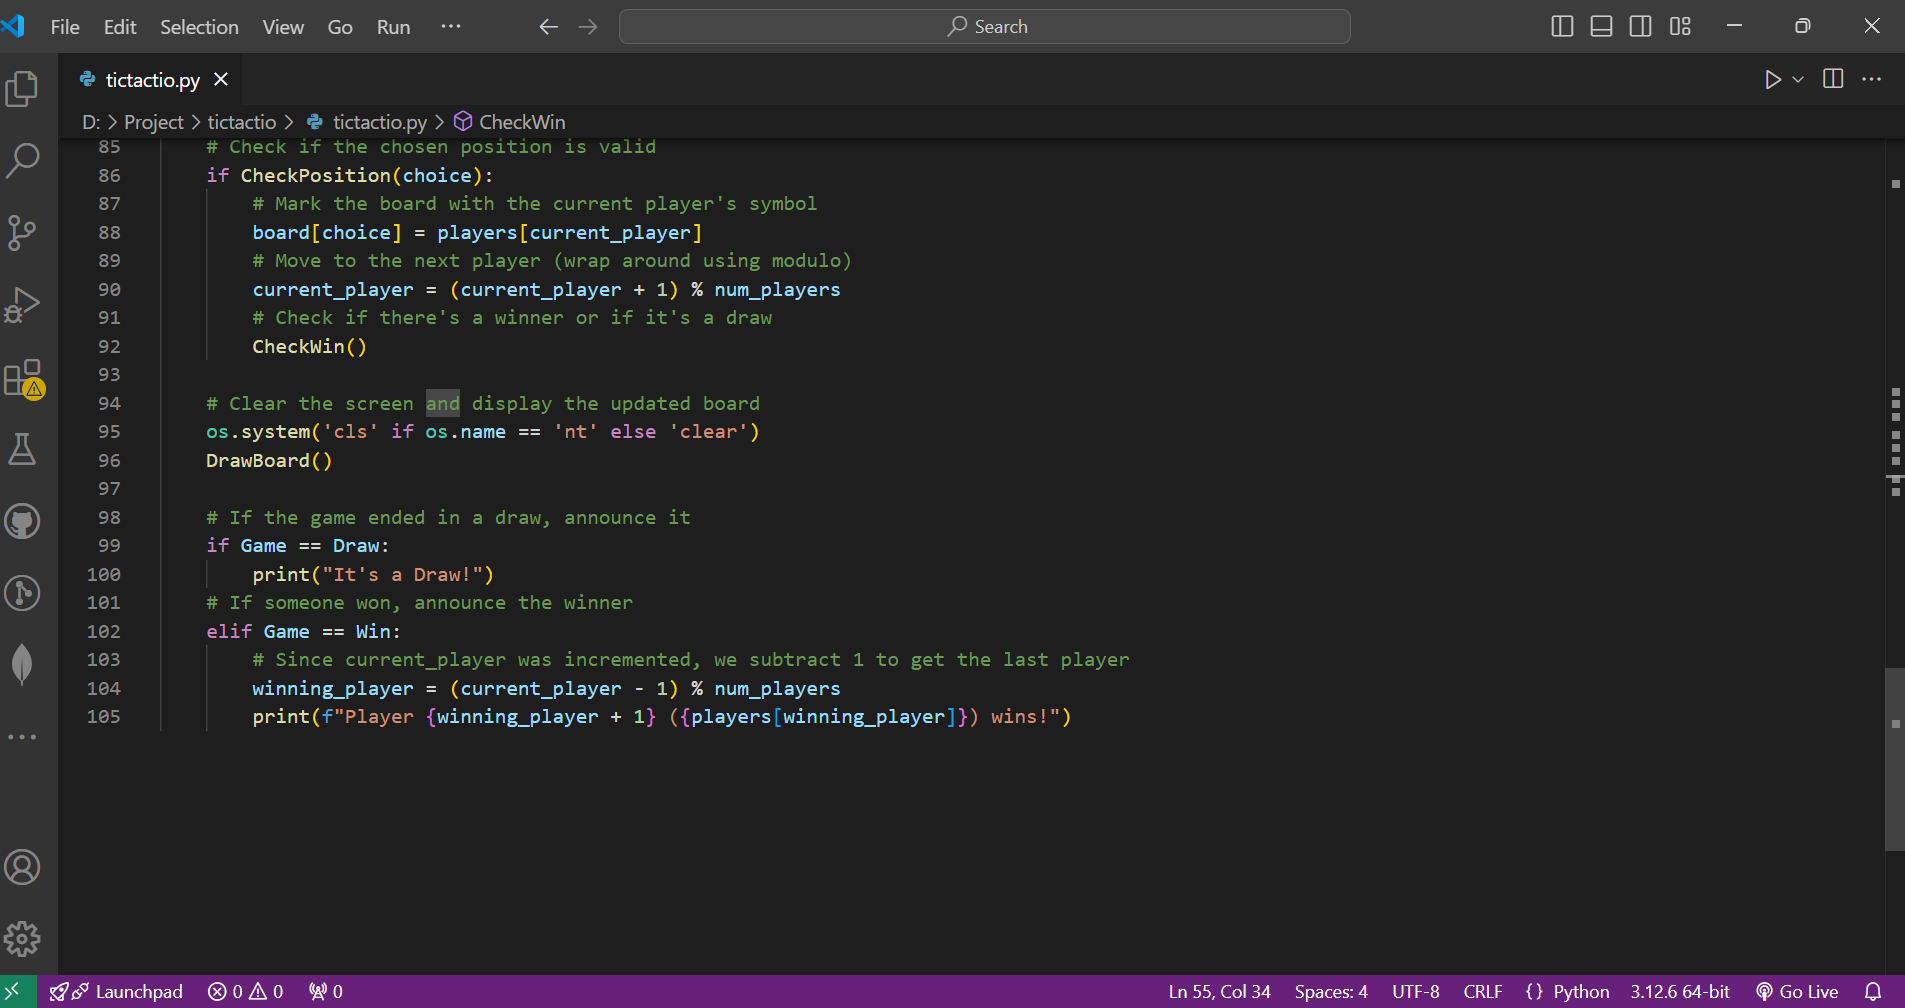 File Edit Selection View Go Run ··· Search
tictactio.py
D: > Project > tictactio > tictactio.py > CheckWin
85 # Check if the chosen position is valid
86 if CheckPosition(choice):
87 # Mark the board with the current player's symbol
88 board[choice] = players[current_player]
89 # Move to the next player (wrap around using modulo)
90 current_player = (current_player + 1) % num_players
91 # Check if there's a winner or if it's a draw
92 CheckWin()
93
94 # Clear the screen and display the updated board
95 os.system('cls' if os.name == 'nt' else 'clear')
96 DrawBoard()
97
98 # If the game ended in a draw, announce it
99 if Game == Draw:
100 print("It's a Draw!")
101 # If someone won, announce the winner
102 elif Game == Win:
103 # Since current_player was incremented, we subtract 1 to get the last player
104 winning_player = (current_player - 1) % num_players
105 print(f"Player {winning_player + 1} ({players[winning_player]}) wins!")
Launchpad 0 0 0 Ln 55, Col 34 Spaces: 4 UTF-8 CRLF {} Python 3.12.6 64-bit Go Live